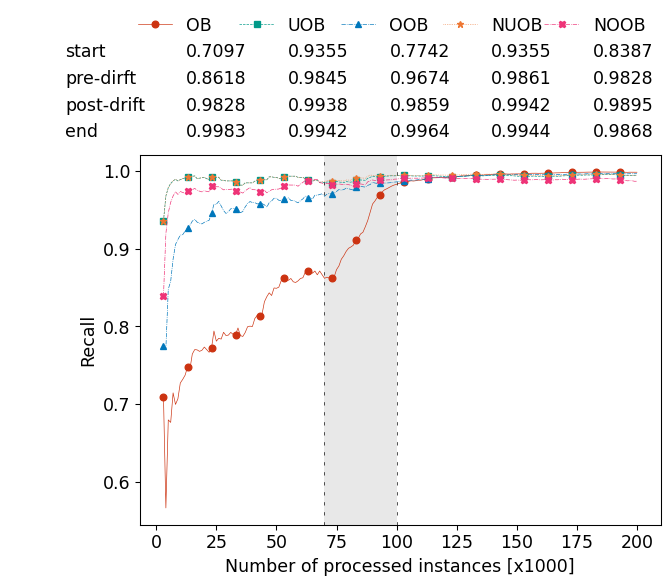 OB UOB OOB NUOB NOOB
start 0.7097 0.9355 0.7742 0.9355 0.8387
pre-dirft 0.8618 0.9845 0.9674 0.9861 0.9828
post-drift 0.9828 0.9938 0.9859 0.9942 0.9895
end 0.9983 0.9942 0.9964 0.9944 0.9868
1.0
0.9
0.8
0.7
0.6
Recall
0 25 50 75 100 125 150 175 200
Number of processed instances [x1000]